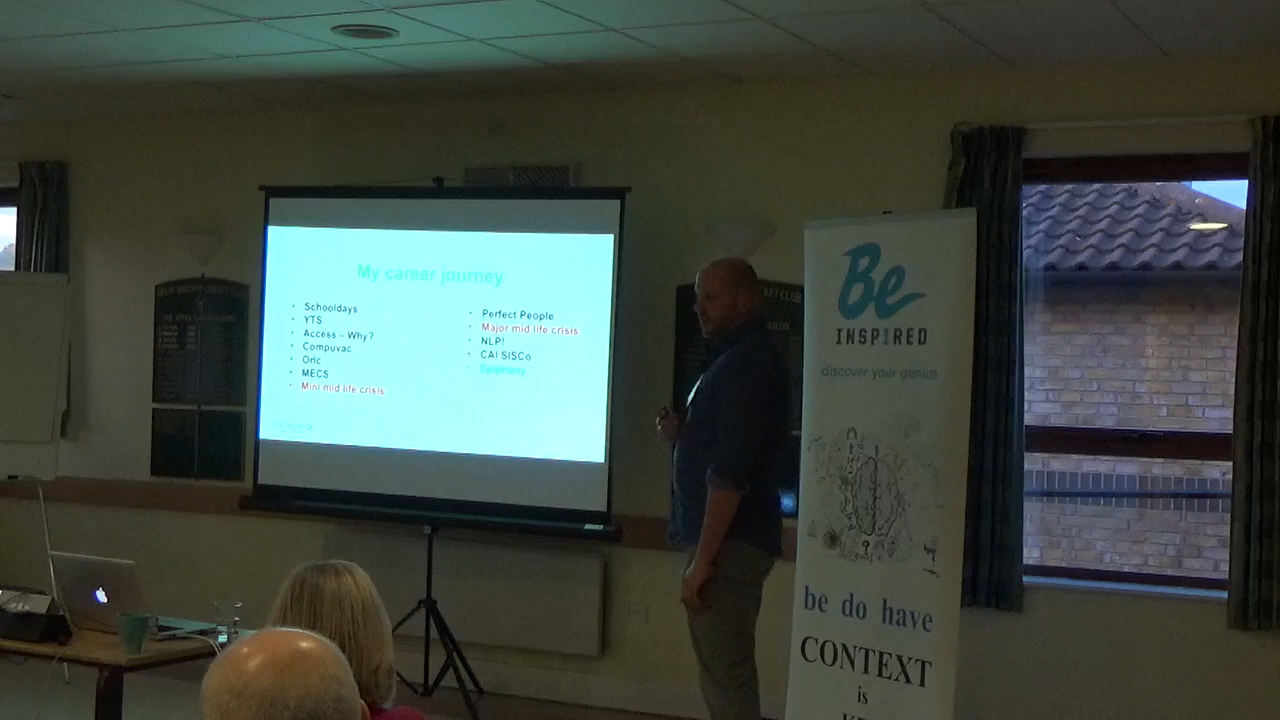 My career journey
Schooldays
YTS
Access – Why?
Compuvac
Oric
MECS
Mini mid life crisis
Perfect People
Major mid life crisis
NLP!
CA! SISCo
Epiphany
Be
INSPIRED
discover your genius
be do have
CONTEXT
is